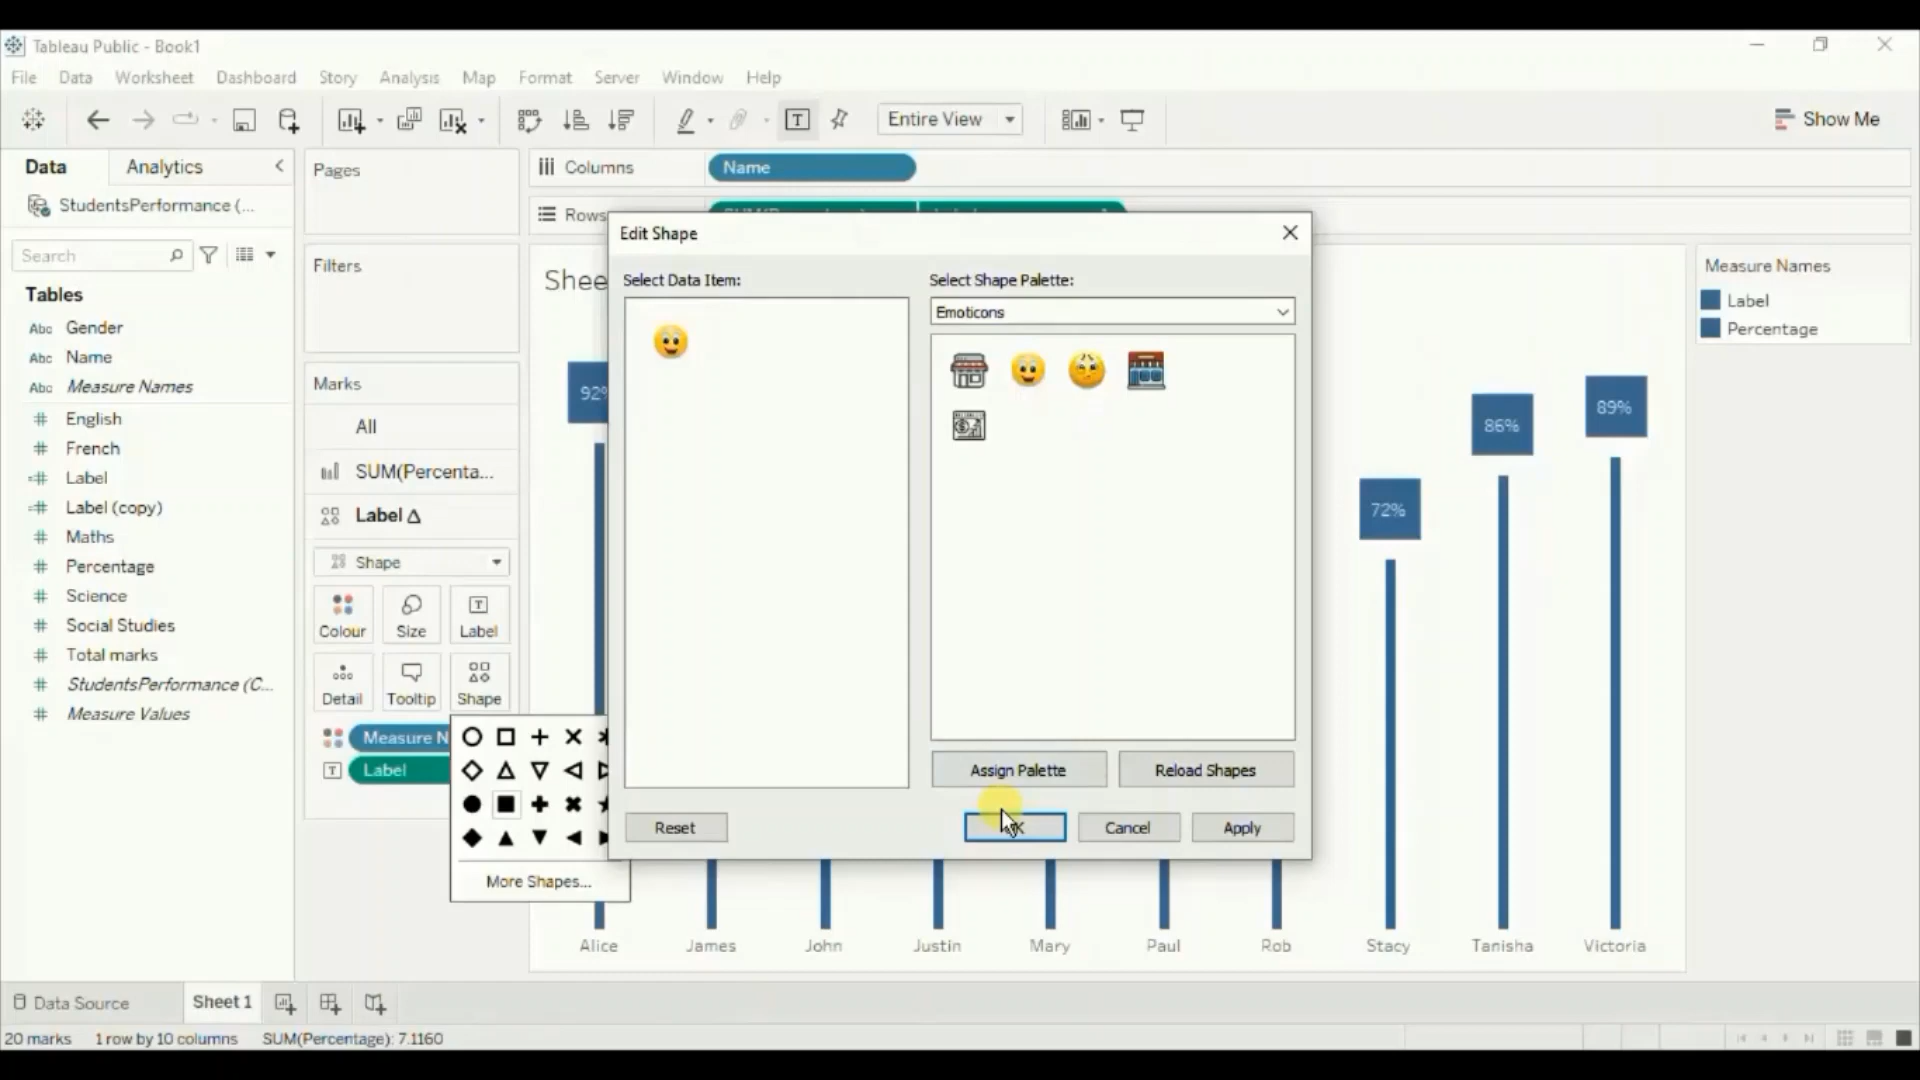 Tableau Public - Book1
File Data Worksheet Dashboard Story Analysis Map Format Server Window Help
Entire View
Show Me
Data
Analytics
Pages
Columns
Name
StudentsPerformance (...
Rows
Search
Filters
Tables
Abc Gender
Abc Name
Abc Measure Names
# English
# French
=# Label
=# Label (copy)
# Maths
# Percentage
# Science
# Social Studies
# Total marks
# StudentsPerformance (C...
# Measure Values
Marks
All
SUM(Percenta...
Label Δ
Shape
Colour Size Label
Detail Tooltip Shape
Measure N
Label
More Shapes...
Shee
Edit Shape
Select Data Item:
Select Shape Palette:
Emoticons
Assign Palette
Reload Shapes
Reset
Cancel
Apply
72%
86%
89%
Alice James John Justin Mary Paul Rob Stacy Tanisha Victoria
Measure Names
Label
Percentage
Data Source
Sheet 1
20 marks 1 row by 10 columns SUM(Percentage): 7.1160